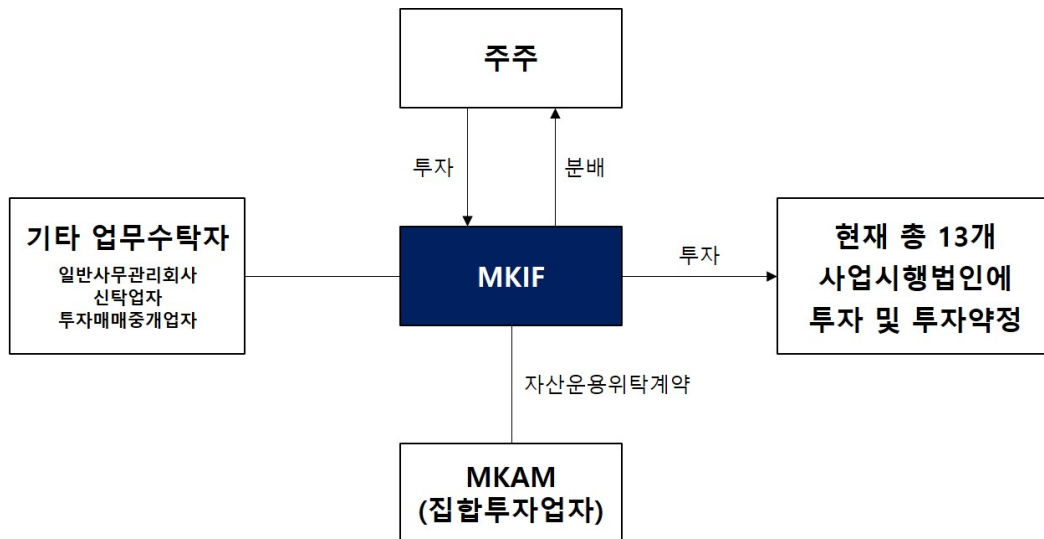 주주
투자
분배
기타 업무수탁자
일반사무관리회사
신탁업자
투자매매중개업자
MKIF
투자
현재 총 13개
사업시행법인에
투자 및 투자약정
자산운용위탁계약
MKAM
(집합투자업자)